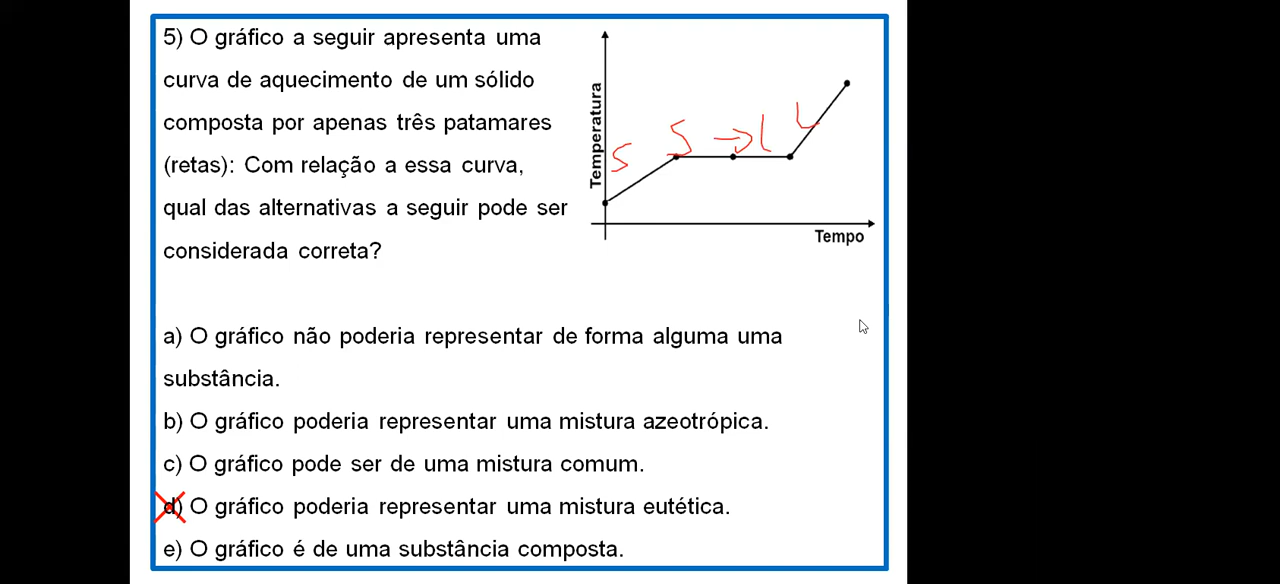 5) O gráfico a seguir apresenta uma
curva de aquecimento de um sólido
composta por apenas três patamares
(retas): Com relação a essa curva,
qual das alternativas a seguir pode ser
considerada correta?
Temperatura
S
S → l
L
Tempo
a) O gráfico não poderia representar de forma alguma uma
substância.
b) O gráfico poderia representar uma mistura azeotrópica.
c) O gráfico pode ser de uma mistura comum.
d) O gráfico poderia representar uma mistura eutética.
e) O gráfico é de uma substância composta.